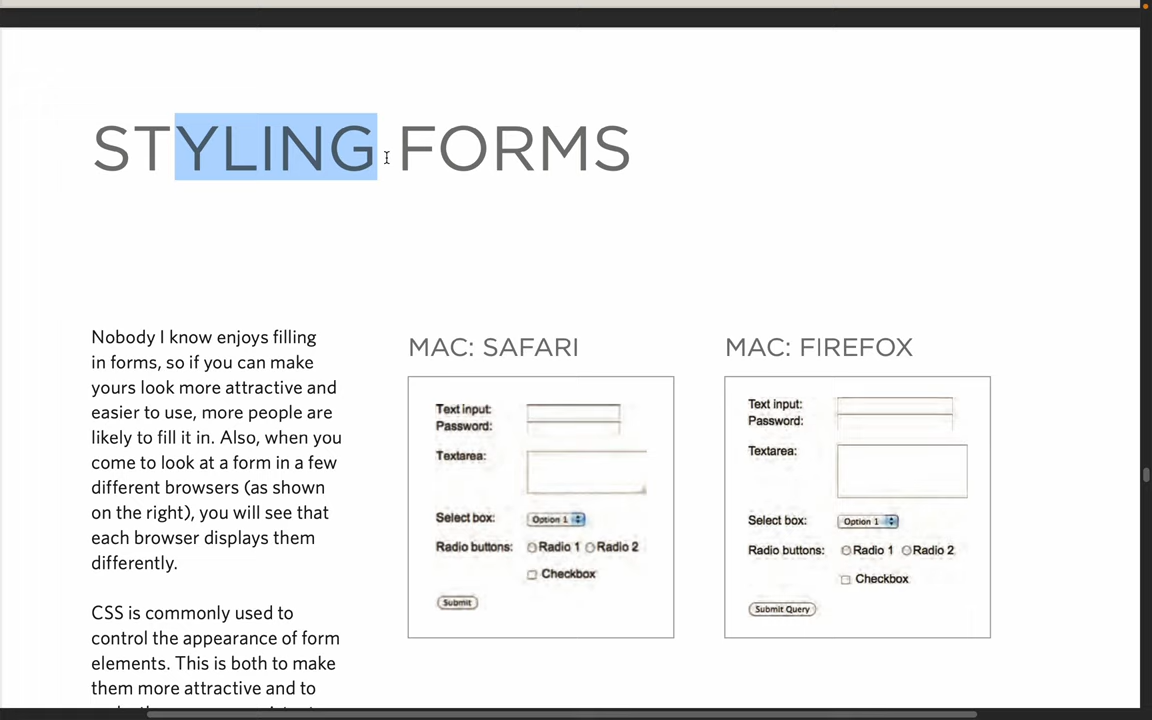 STYLING FORMS
Nobody I know enjoys filling
in forms, so if you can make
yours look more attractive and
easier to use, more people are
likely to fill it in. Also, when you
come to look at a form in a few
different browsers (as shown
on the right), you will see that
each browser displays them
differently.
CSS is commonly used to
control the appearance of form
elements. This is both to make
them more attractive and to
MAC: SAFARI
Text input:
Password:
Textarea:
Select box: Option 1
Radio buttons: Radio 1 Radio 2
Checkbox
Submit
MAC: FIREFOX
Text input:
Password:
Textarea:
Select box: Option 1
Radio buttons: Radio 1 Radio 2
Checkbox
Submit Query